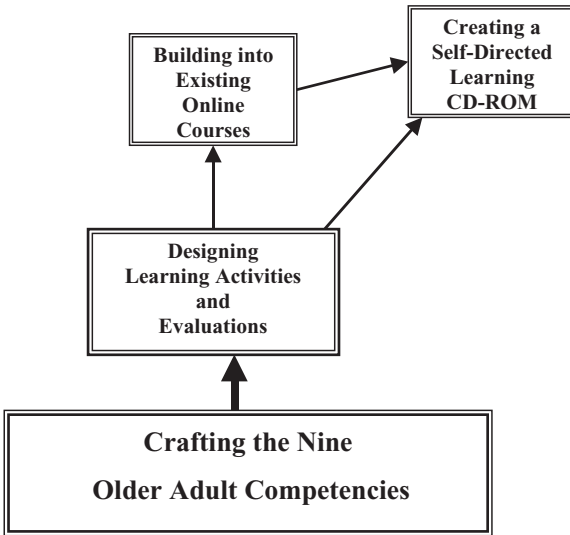 Creating a
Self-Directed
Learning
CD-ROM
Building into
Existing
Online
Courses
Designing
Learning Activities
and
Evaluations
Crafting the Nine
Older Adult Competencies